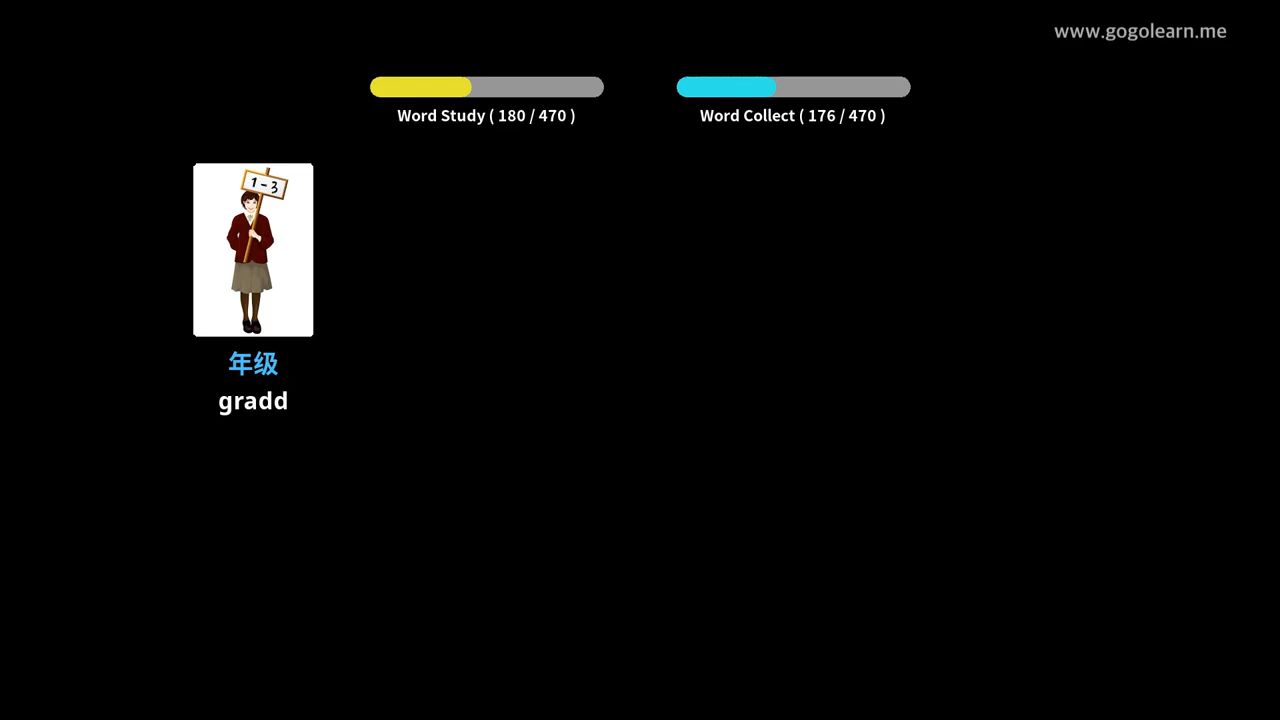 www.gogolearn.me
Word Study ( 180 / 470 )
Word Collect ( 176 / 470 )
1-3
年级
gradd